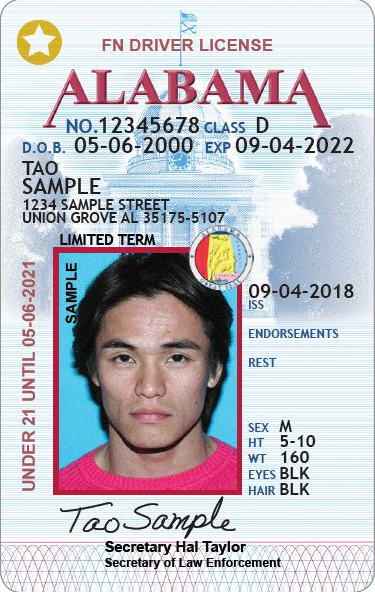 FN DRIVER LICENSE
ALABAMA
NO.12345678 CLASS D
D.O.B. 05-06-2000 EXP 09-04-2022
TAO
SAMPLE
1234 SAMPLE STREET
UNION GROVE AL 35175-5107
LIMITED TERM
SAMPLE
UNDER 21 UNTIL 05-06-2021
09-04-2018
ISS
ENDORSEMENTS
REST
SEX M
HT 5-10
WT 160
EYES BLK
HAIR BLK
Tao Sample
Secretary Hal Taylor
Secretary of Law Enforcement